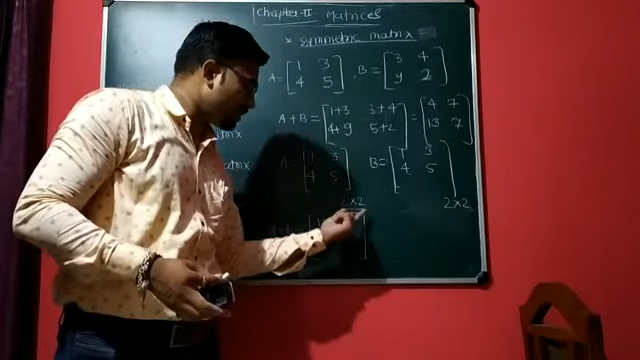 Chapter-II Matrices
* symmetric matrix =
A = [1 3 B = [3 4
4 5] 9 2]
A + B = [1+3 3+4] = [4 7
4+9 5+2 13 7]
A = [1 3 B = [1 3
4 5] 4 5]
2×2 2×2